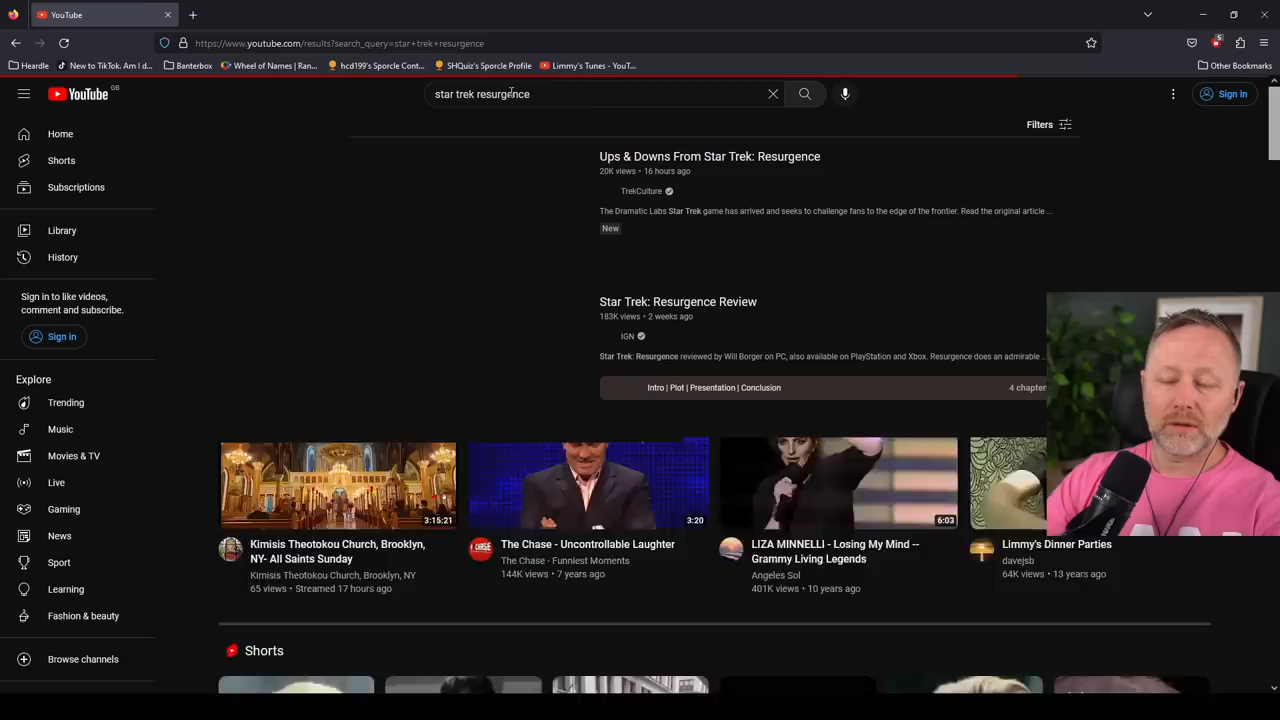 YouTube
https://www.youtube.com/results?search_query=star+trek+resurgence
5
Heardle
New to TikTok. Am I d...
Banterbox
Wheel of Names | Ran...
hcd199's Sporcle Cont...
SHQuiz's Sporcle Profile
Limmy's Tunes - YouT...
Other Bookmarks
YouTube GB
star trek resurgence
Sign in
Filters
Home
Shorts
Subscriptions
Library
History
Sign in to like videos,
comment and subscribe.
Sign in
Explore
Trending
Music
Movies & TV
Live
Gaming
News
Sport
Learning
Fashion & beauty
Browse channels
Ups & Downs From Star Trek: Resurgence
20K views • 16 hours ago
TrekCulture
The Dramatic Labs Star Trek game has arrived and seeks to challenge fans to the edge of the frontier. Read the original article ...
New
Star Trek: Resurgence Review
183K views • 2 weeks ago
IGN
Star Trek: Resurgence reviewed by Will Borger on PC, also available on PlayStation and Xbox. Resurgence does an admirable ...
Intro | Plot | Presentation | Conclusion
4 chapter
3:15:21
Kimisis Theotokou Church, Brooklyn,
NY- All Saints Sunday
Kimisis Theotokou Church, Brooklyn, NY
65 views • Streamed 17 hours ago
3:20
CHASE
The Chase - Uncontrollable Laughter
The Chase - Funniest Moments
144K views • 7 years ago
6:03
LIZA MINNELLI - Losing My Mind --
Grammy Living Legends
Angeles Sol
401K views • 10 years ago
Limmy's Dinner Parties
davejsb
64K views • 13 years ago
Shorts